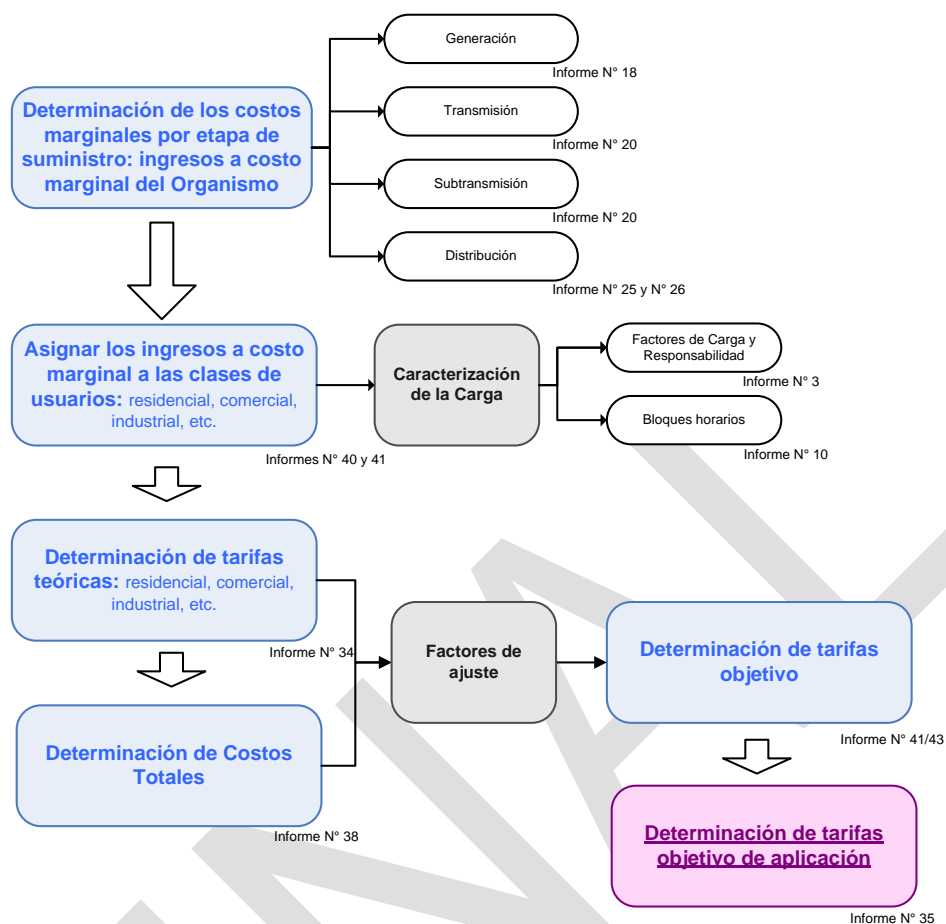 Generación
Informe N° 18
Determinación de los costos
marginales por etapa de
suministro: ingresos a costo
marginal del Organismo
Transmisión
Informe N° 20
Subtransmisión
Informe N° 20
Distribución
Informe N° 25 y N° 26
Asignar los ingresos a costo
marginal a las clases de
usuarios: residencial, comercial,
industrial, etc.
Informes N° 40 y 41
Caracterización
de la Carga
Factores de Carga y
Responsabilidad
Informe N° 3
Bloques horarios
Informe N° 10
Determinación de tarifas
teóricas: residencial, comercial,
industrial, etc.
Informe N° 34
Factores de
ajuste
Determinación de tarifas
objetivo
Informe N° 41/43
Determinación de Costos
Totales
Informe N° 38
Determinación de tarifas
objetivo de aplicación
Informe N° 35